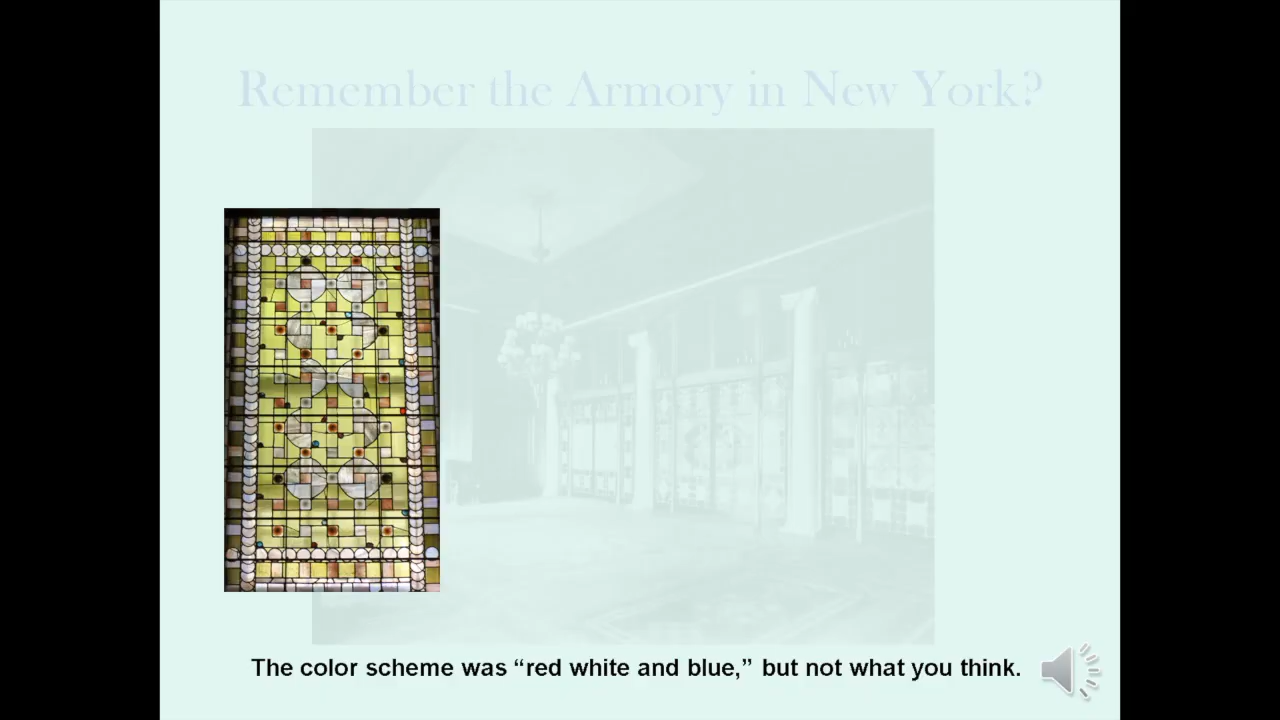 Remember the Armory in New York?
The color scheme was “red white and blue,” but not what you think.